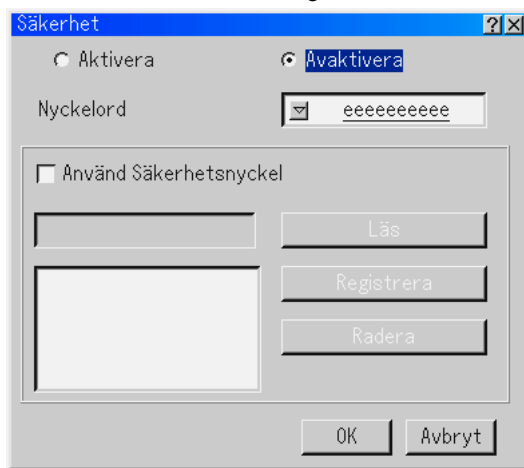 Säkerhet
Aktivera
Avaktivera
Nyckelord
eeeeeeeeee
Använd Säkerhetsnyckel
Läs
Registrera
Radera
OK
Avbryt